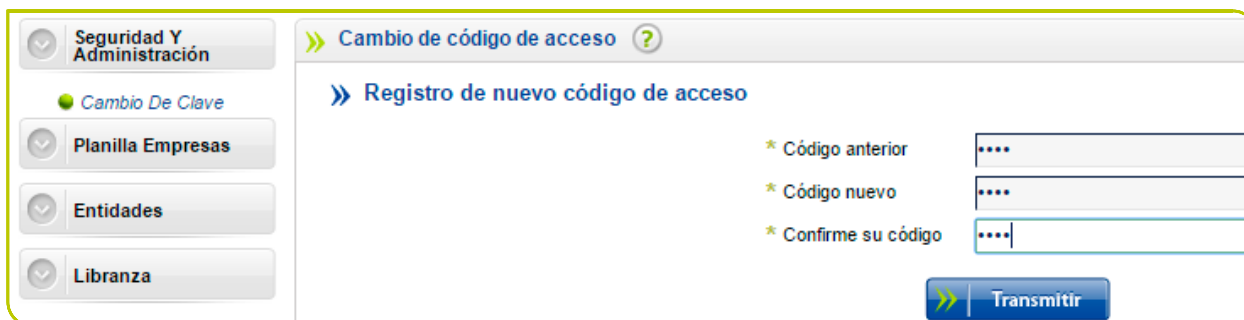 Seguridad Y
Administración
Cambio De Clave
Planilla Empresas
Entidades
Libranza
Cambio de código de acceso ?
Registro de nuevo código de acceso
* Código anterior ••••
* Código nuevo ••••
* Confirme su código ••••
Transmitir